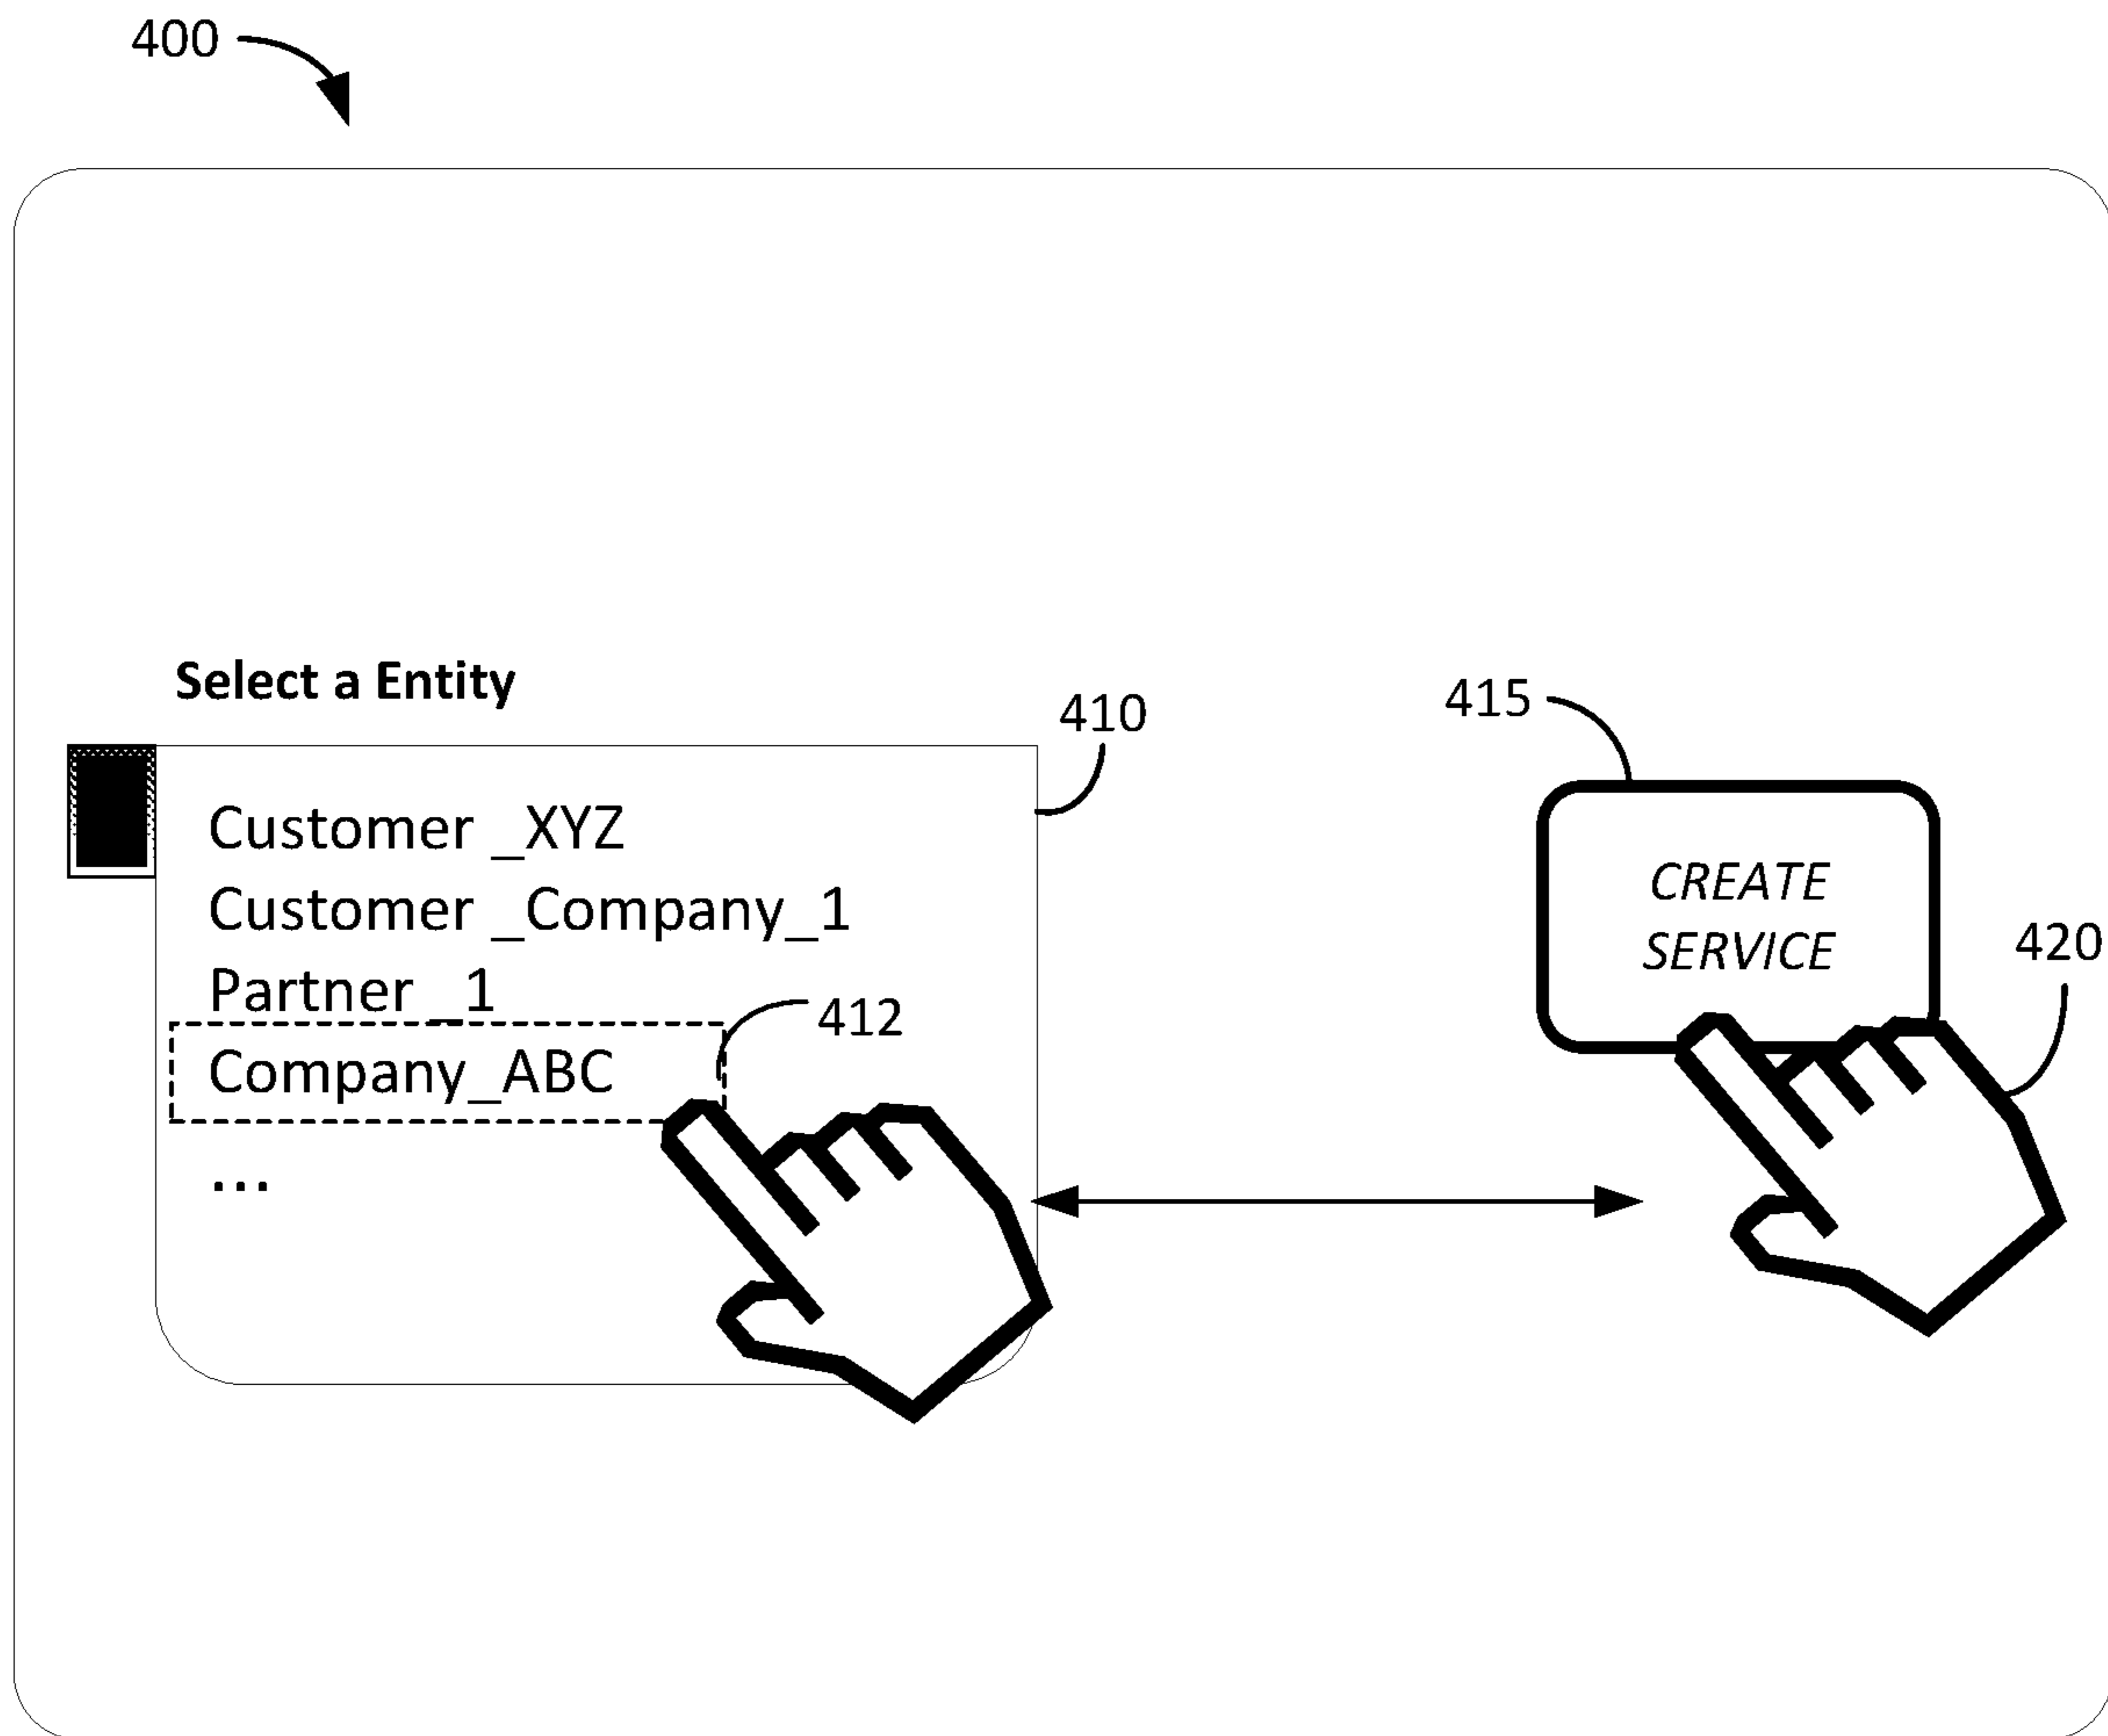 400
Select a Entity
410
415
Customer _XYZ
Customer _Company_1
CREATE
SERVICE
420
Partner _1
412
Company_ABC
...